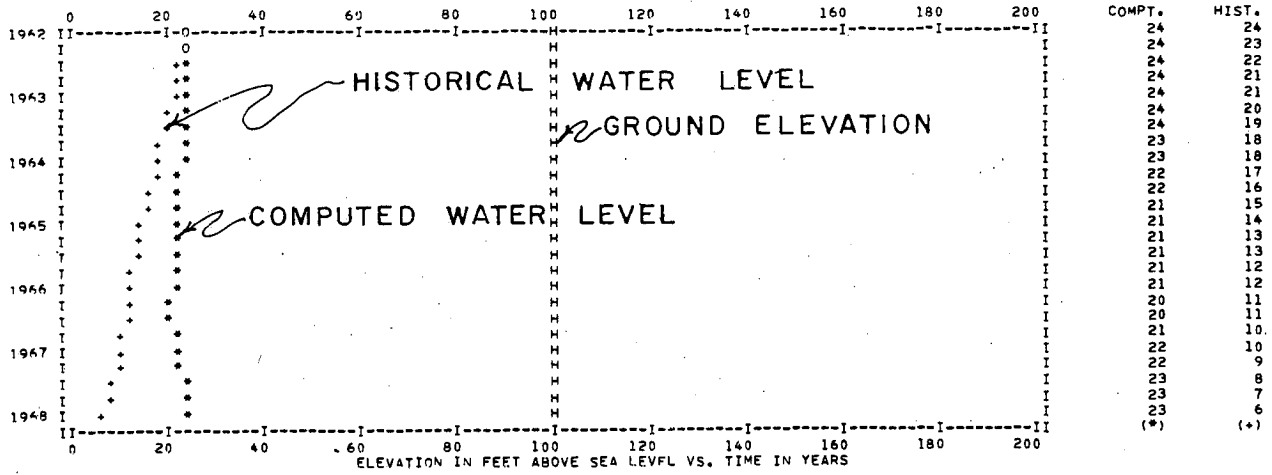 0 20 40 60 80 100 120 140 160 180 200 COMPT. HIST.
1962 24 24
24 23
24 22
24 21
HISTORICAL WATER LEVEL
1963 24 21
24 20
24 19
GROUND ELEVATION
23 18
1964 23 18
22 17
22 16
21 15
COMPUTED WATER LEVEL
1965 21 14
21 13
21 13
21 12
1966 21 12
20 11
20 11
21 10
1967 22 10
22 9
23 8
23 7
1968 23 6
0 20 40 60 80 100 120 140 160 180 200 (*) (+)
ELEVATION IN FEET ABOVE SEA LEVEL VS. TIME IN YEARS